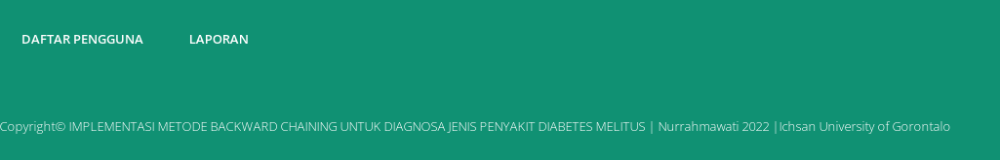 DAFTAR PENGGUNA LAPORAN
Copyright© IMPLEMENTASI METODE BACKWARD CHAINING UNTUK DIAGNOSA JENIS PENYAKIT DIABETES MELITUS | Nurrahmawati 2022 |Ichsan University of Gorontalo